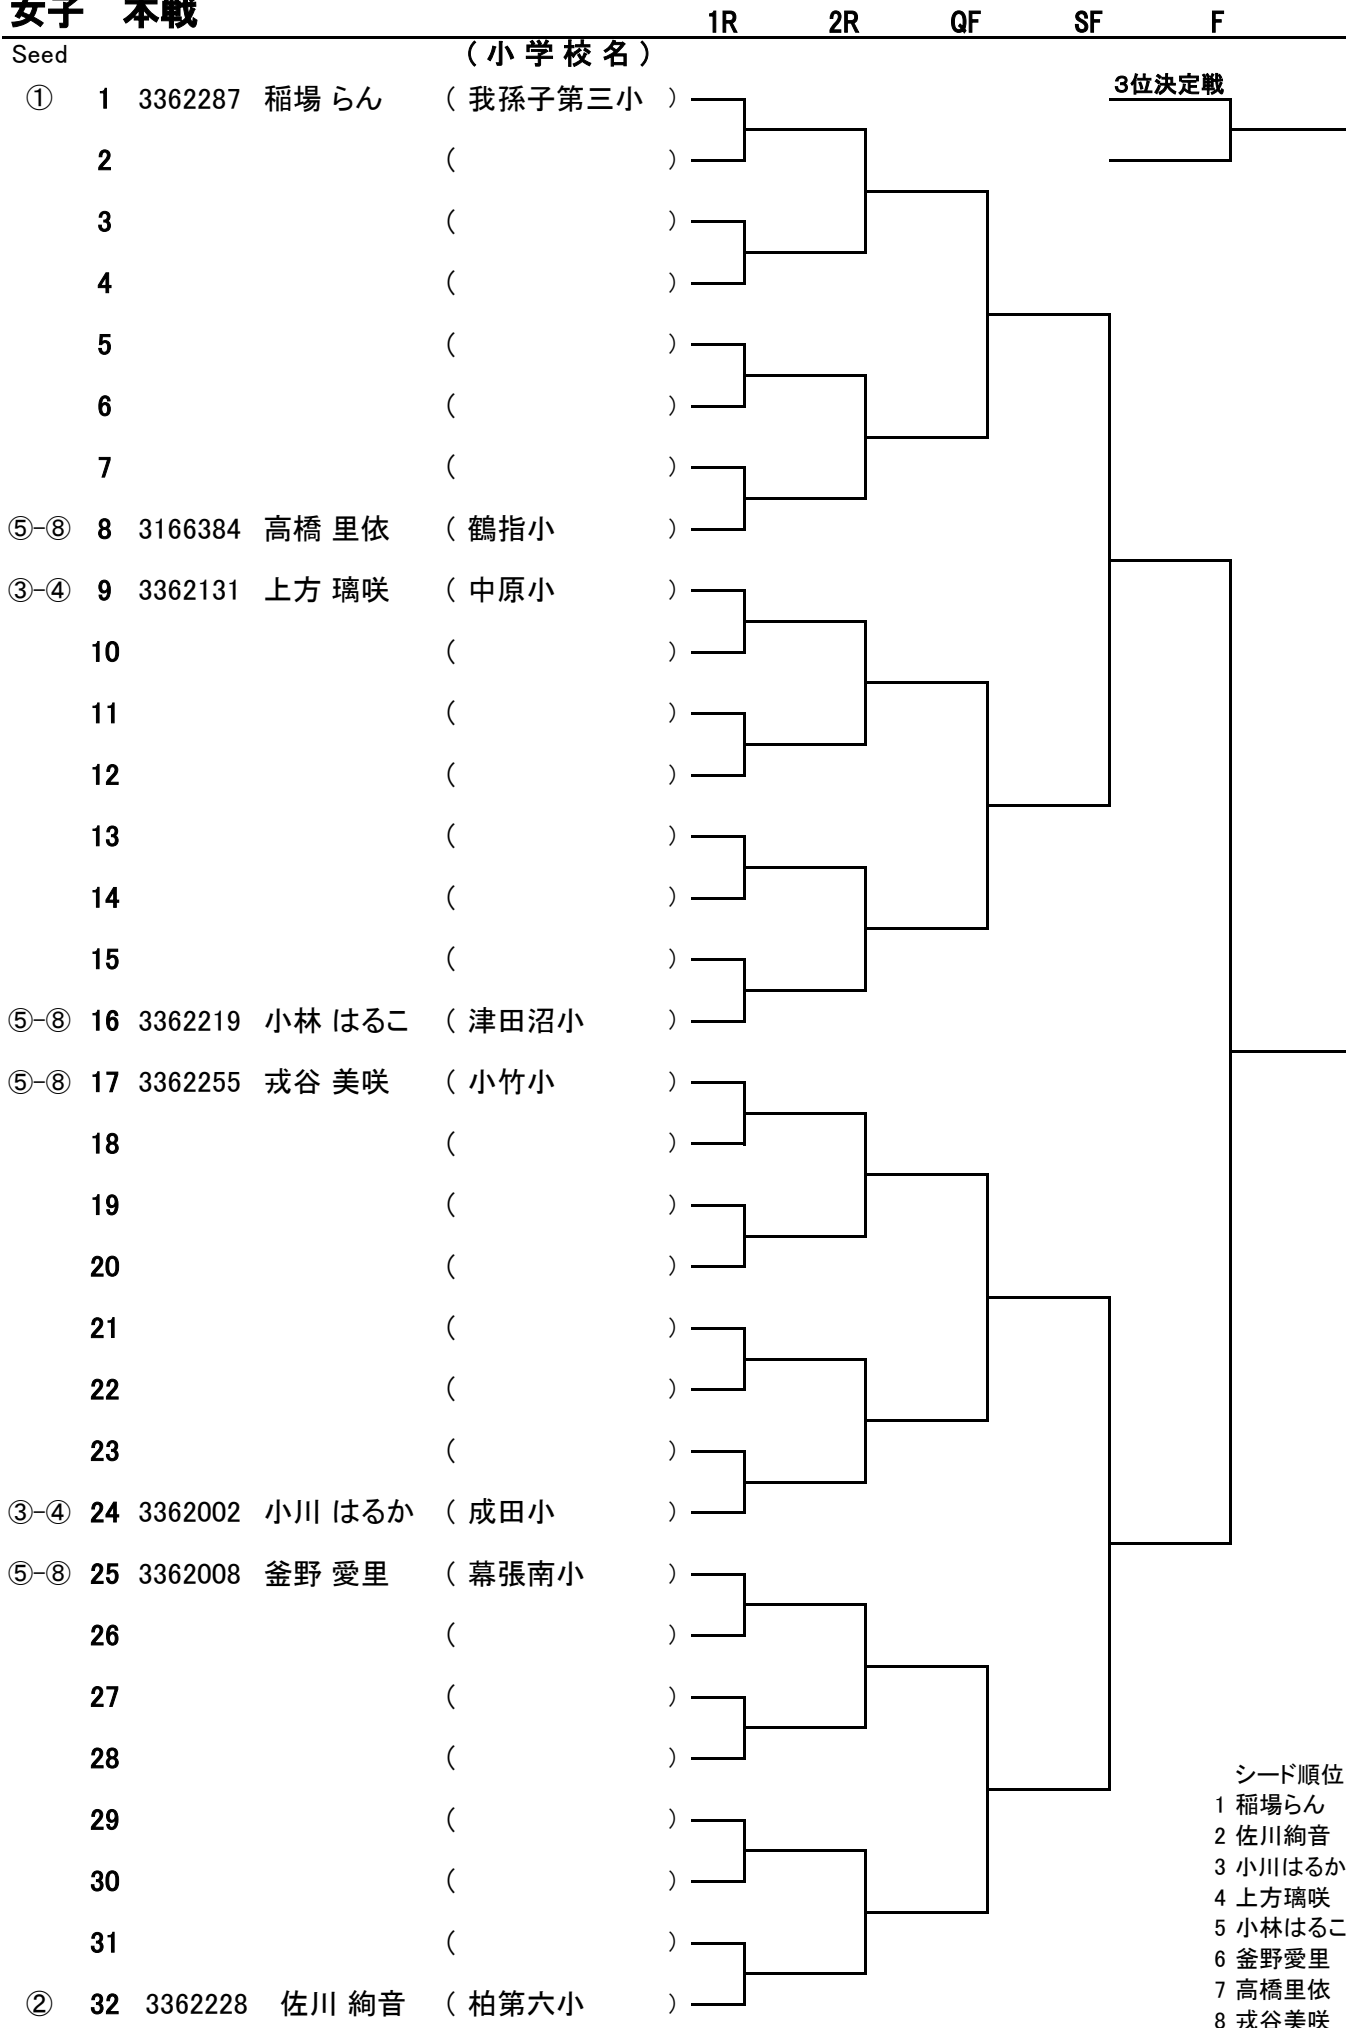 女子 本戦 1R 2R QF SF F
Seed (小学校名)
3位決定戦
① 1 3362287 稲場 らん ( 我孫子第三小 )
2 ( )
3 ( )
4 ( )
5 ( )
6 ( )
7 ( )
⑤-⑧ 8 3166384 高橋 里依 ( 鶴指小 )
③-④ 9 3362131 上方 璃咲 ( 中原小 )
10 ( )
11 ( )
12 ( )
13 ( )
14 ( )
15 ( )
⑤-⑧ 16 3362219 小林 はるこ ( 津田沼小 )
⑤-⑧ 17 3362255 戎谷 美咲 ( 小竹小 )
18 ( )
19 ( )
20 ( )
21 ( )
22 ( )
23 ( )
③-④ 24 3362002 小川 はるか ( 成田小 )
⑤-⑧ 25 3362008 釜野 愛里 ( 幕張南小 )
26 ( )
27 ( )
28 ( )
29 ( )
30 ( )
31 ( )
② 32 3362228 佐川 絢音 ( 柏第六小 )
シード順位
1 稲場らん
2 佐川絢音
3 小川はるか
4 上方璃咲
5 小林はるこ
6 釜野愛里
7 高橋里依
8 戎谷美咲